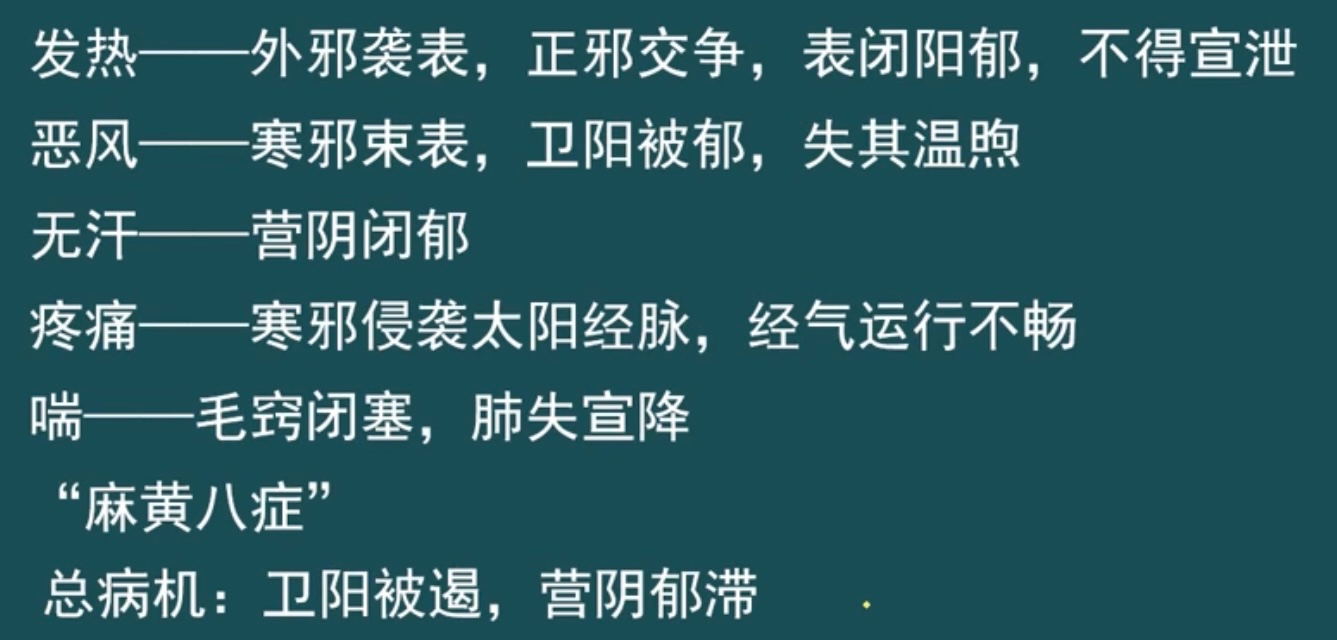 发热——外邪袭表，正邪交争，表闭阳郁，不得宣泄
恶风——寒邪束表，卫阳被郁，失其温煦
无汗——营阴闭郁
疼痛——寒邪侵袭太阳经脉，经气运行不畅
喘——毛窍闭塞，肺失宣降
“麻黄八症”
总病机：卫阳被遏，营阴郁滞